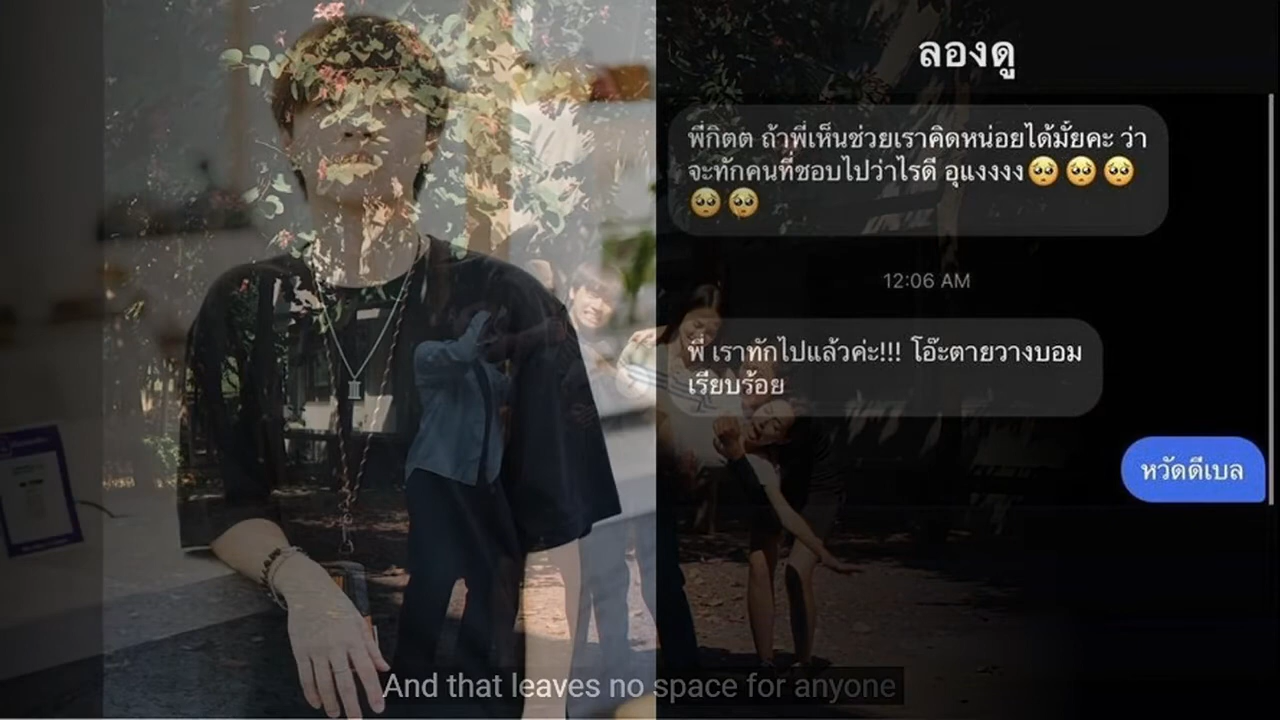 ลองดู
พี่กิตต ถ้าพี่เห็นช่วยเราคิดหน่อยได้มั้ยคะ ว่า
จะทักคนที่ชอบไปว่าไรดี อุแงงงง🥺🥺🥺
🥺🥺
12:06 AM
พี่ เราทักไปแล้วค่ะ!!! โอ๊ะตายวางบอม
เรียบร้อย
หวัดดีเบล
And that leaves no space for anyone